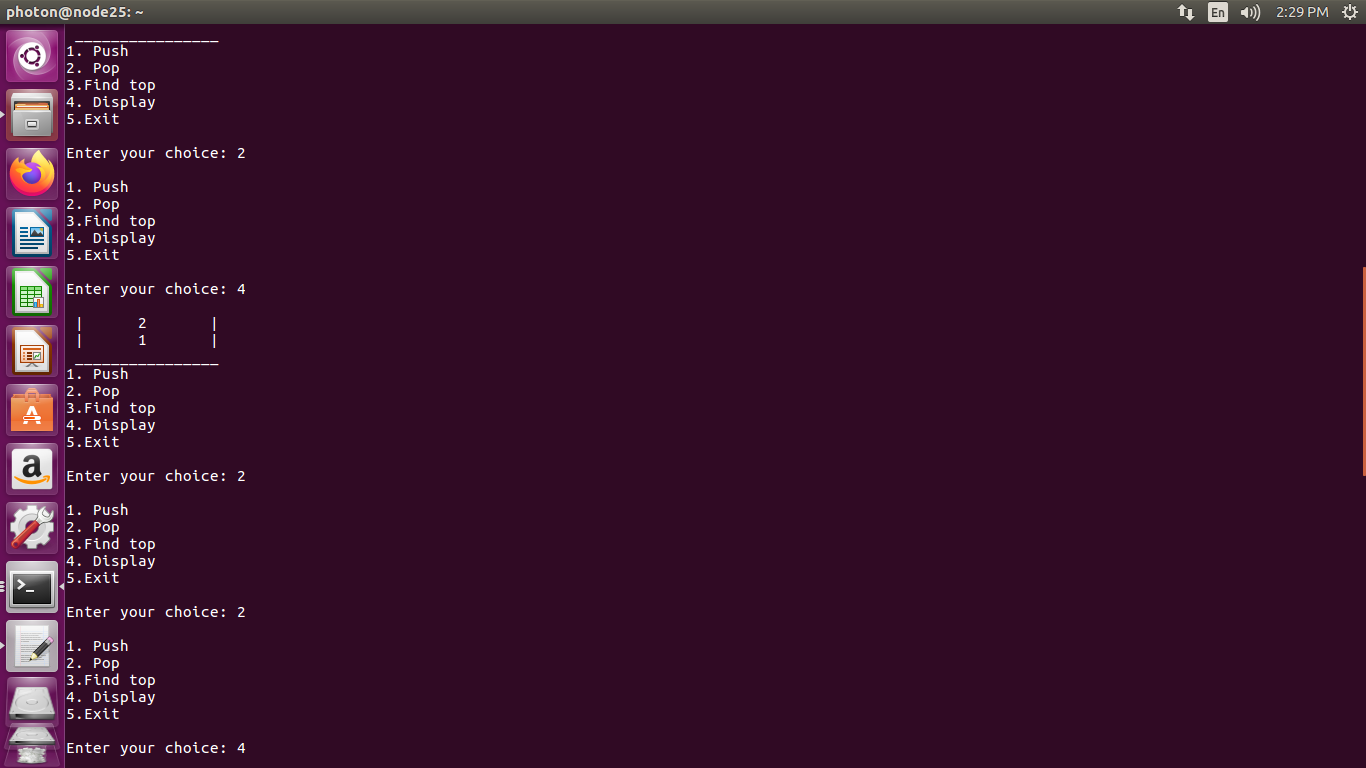 photon@node25: ~
En
2:29 PM
________________
1. Push
2. Pop
3.Find top
4. Display
5.Exit
Enter your choice: 2
1. Push
2. Pop
3.Find top
4. Display
5.Exit
Enter your choice: 4
| 2 |
| 1 |
________________
1. Push
2. Pop
3.Find top
4. Display
5.Exit
Enter your choice: 2
1. Push
2. Pop
3.Find top
4. Display
5.Exit
Enter your choice: 2
1. Push
2. Pop
3.Find top
4. Display
5.Exit
Enter your choice: 4